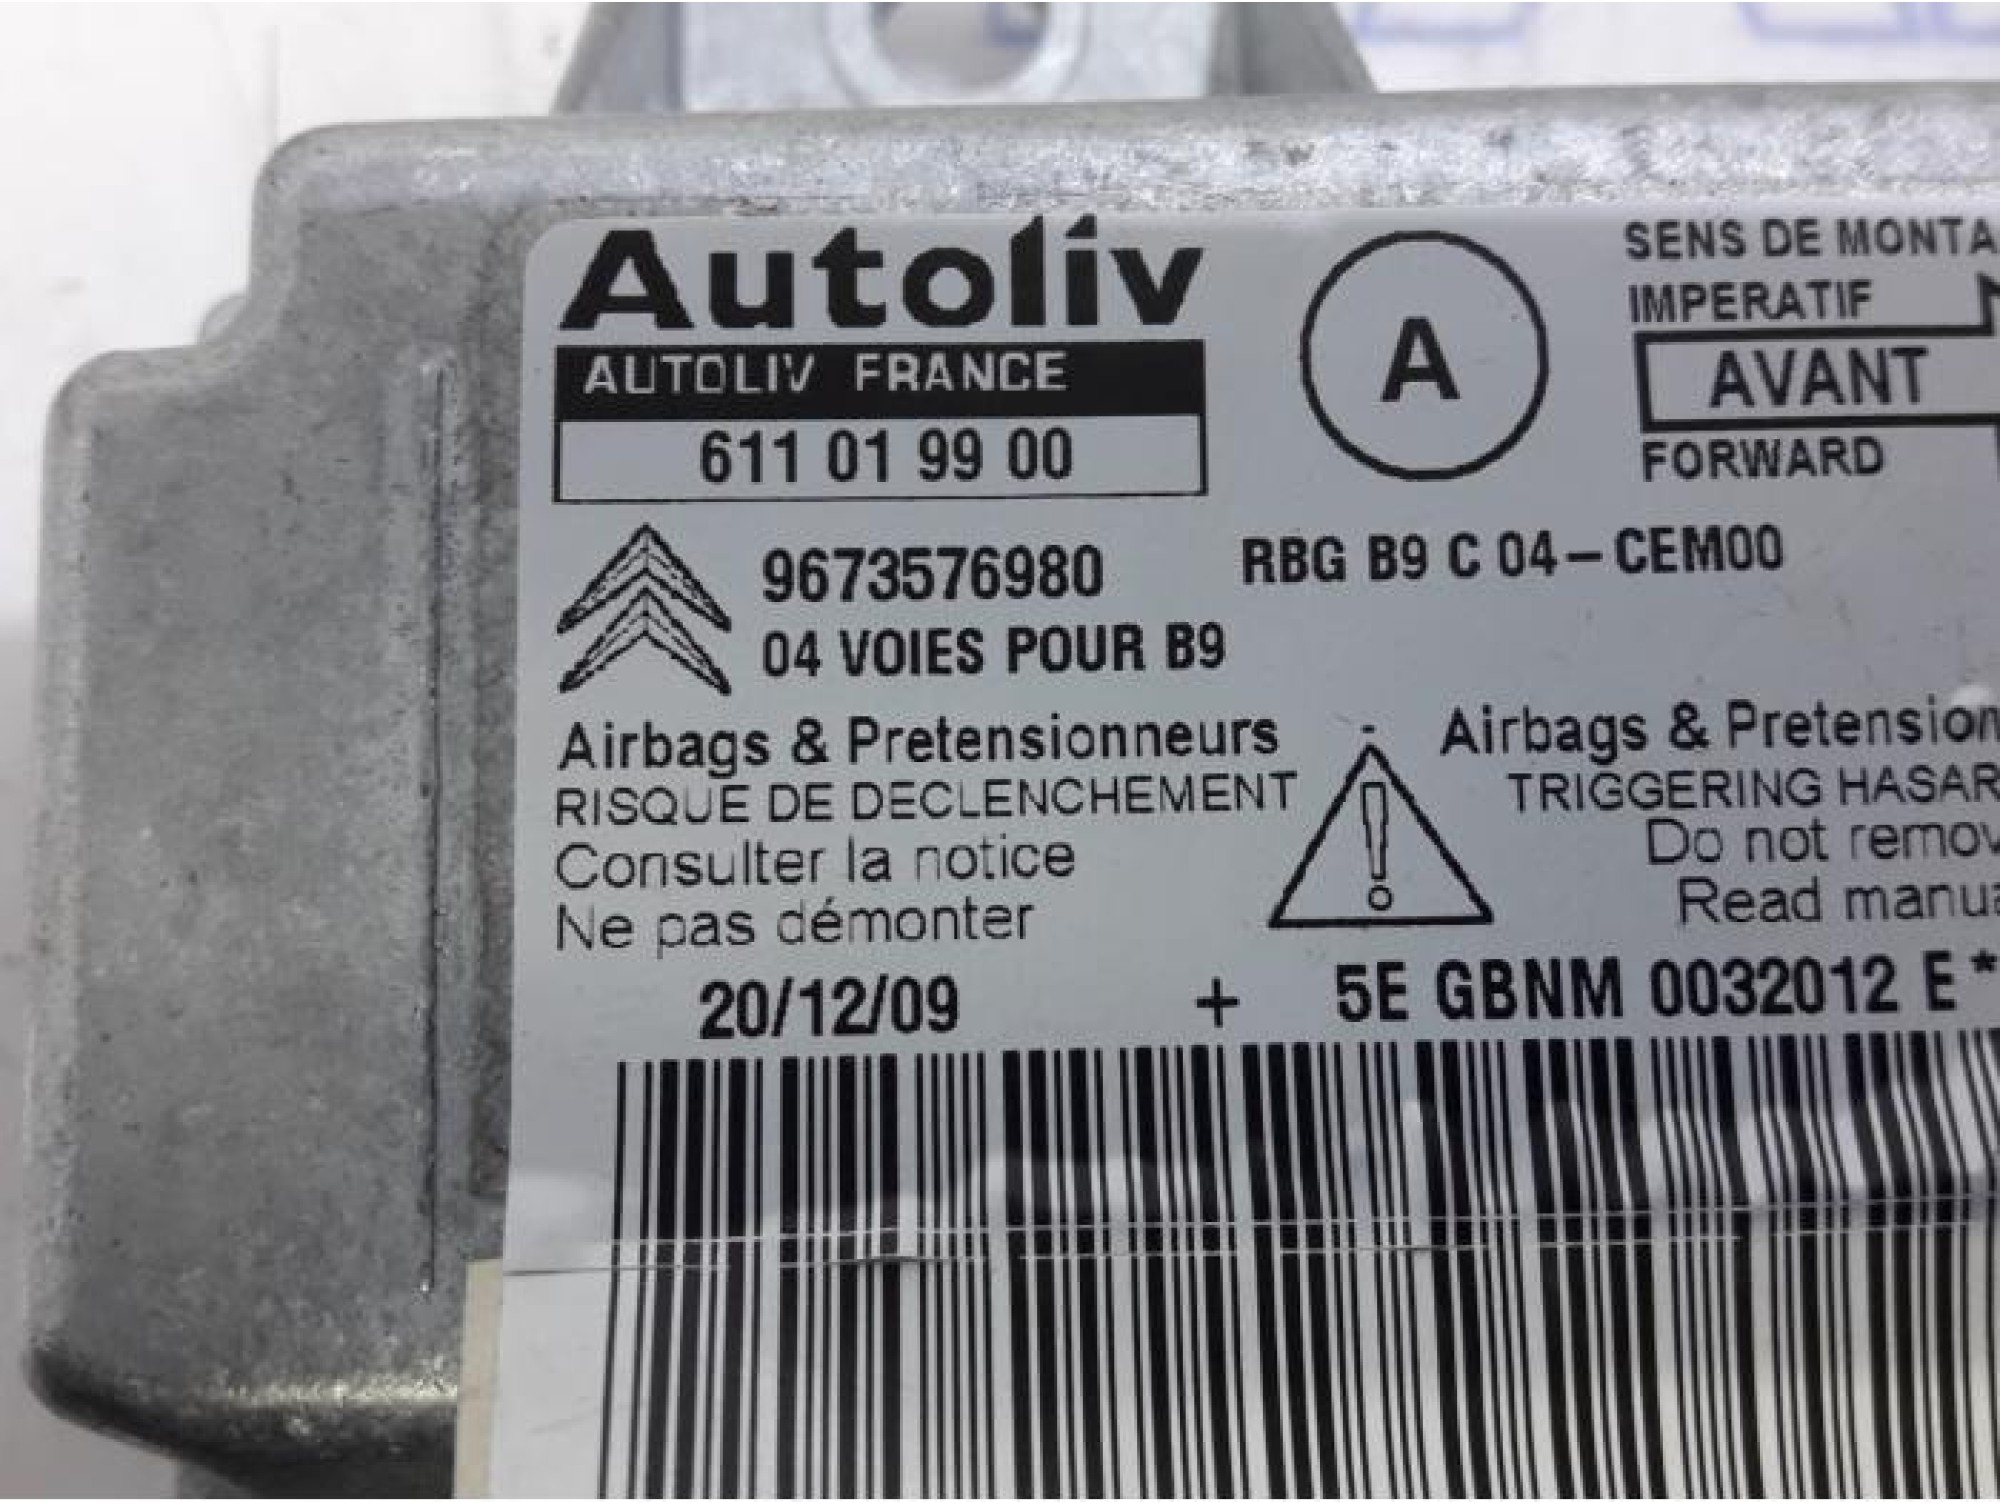 Autoliv
AUTOLIV FRANCE
611 01 99 00
A
SENS DE MONTA
IMPERATIF
AVANT
FORWARD
9673576980
RBG B9 C 04-CEM00
04 VOIES POUR B9
Airbags & Pretensionneurs
RISQUE DE DECLENCHEMENT
Consulter la notice
Ne pas démonter
Airbags & Pretension
TRIGGERING HASAR
Do not remov
Read manua
20/12/09 + 5E GBNM 0032012 E *